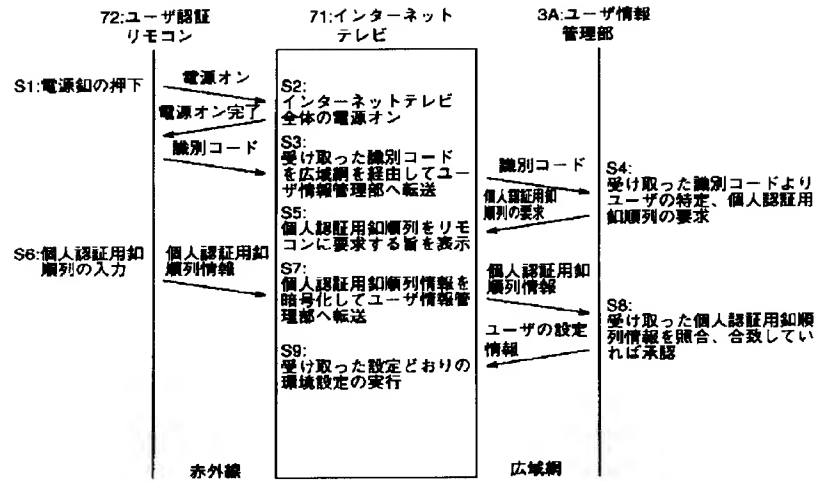 72:ユーザ認証
リモコン
71:インターネット
テレビ
3A:ユーザ情報
管理部
S1:電源釦の押下
電源オン
S2:
インターネットテレビ
全体の電源オン
電源オン完了
識別コード
S3:
受け取った識別コード
を広域網を経由してユー
ザ情報管理部へ転送
識別コード
S4:
受け取った識別コードより
ユーザの特定、個人認証用
釦順列の要求
個人認証用釦
順列の要求
S5:
個人認証用釦順列をリモ
コンに要求する旨を表示
S6:個人認証用釦
順列の入力
個人認証用釦
順列情報
S7:
個人認証用釦順列情報を
暗号化してユーザ情報管
理部へ転送
個人認証用釦
順列情報
S8:
受け取った個人認証用釦順
列情報を照合、合致してい
れば承認
ユーザの設定
情報
S9:
受け取った設定どおりの
環境設定の実行
赤外線
広域網